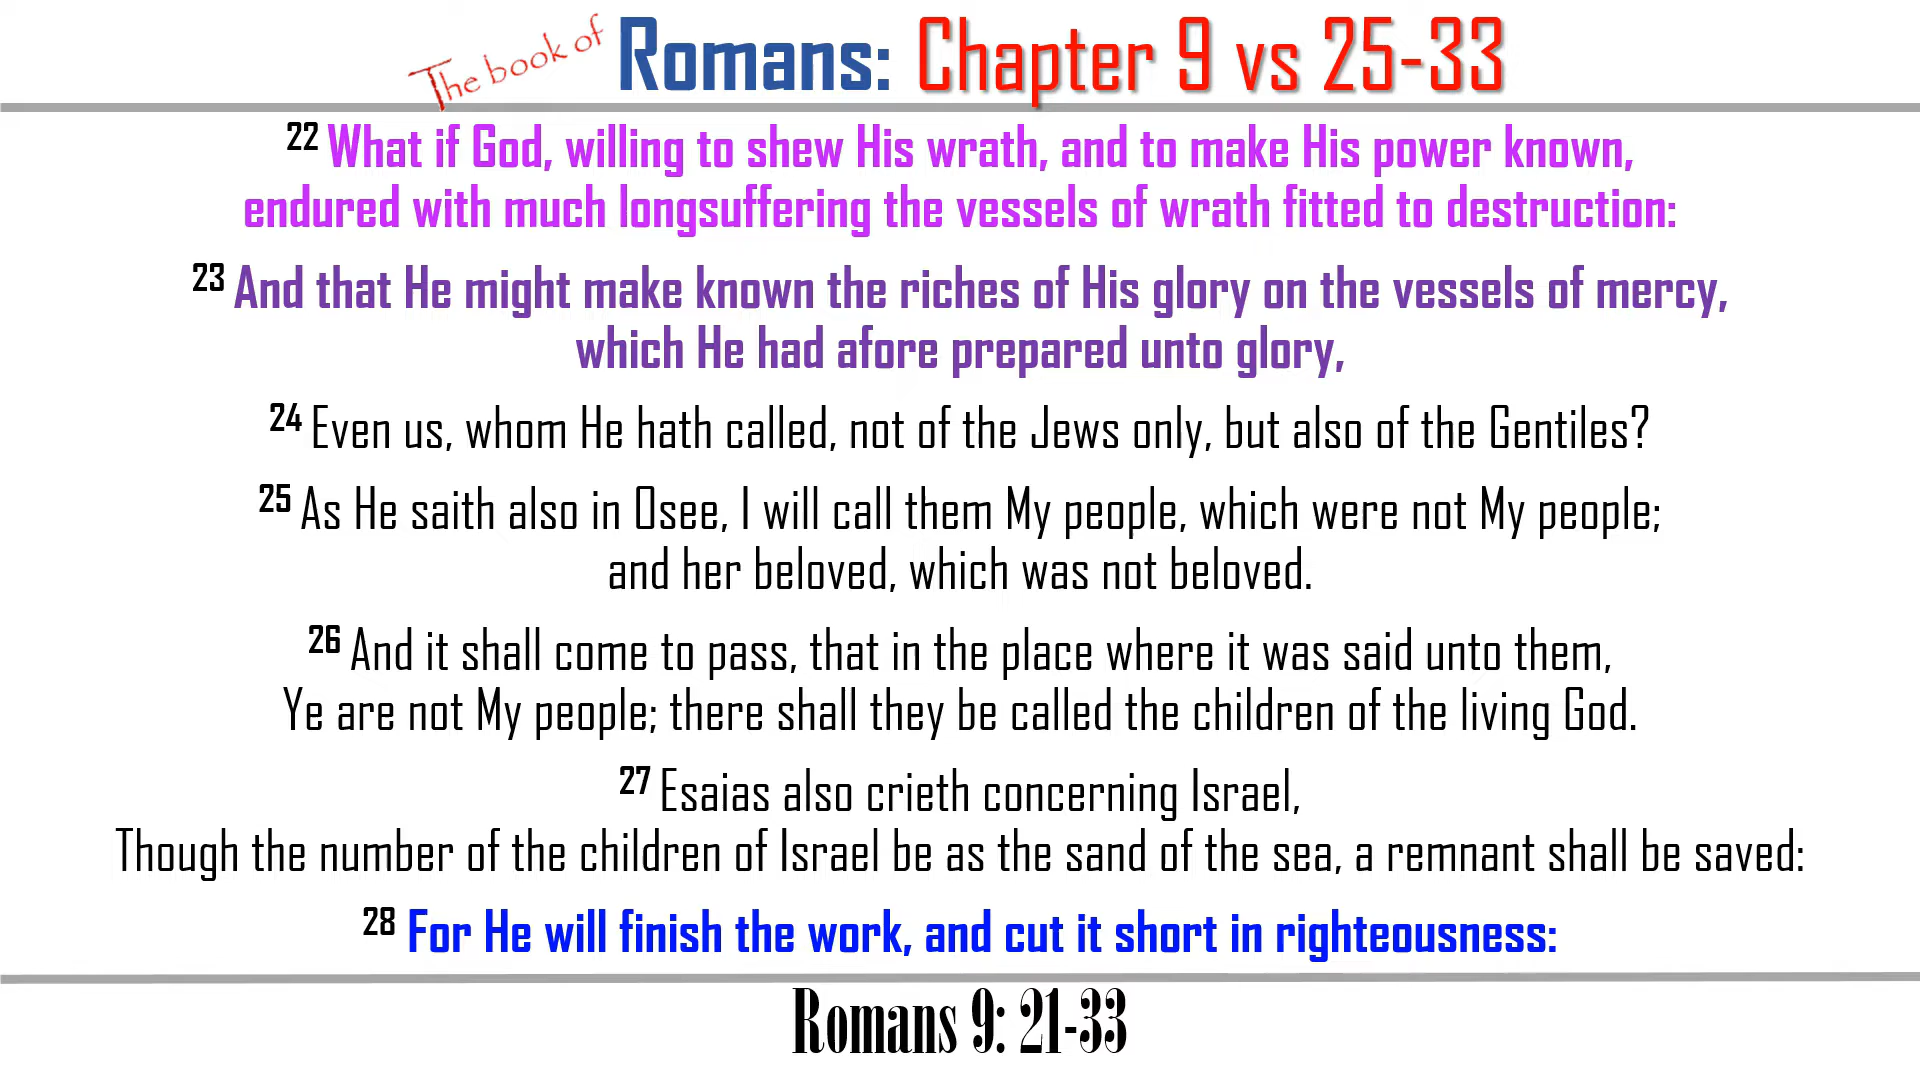 The book of Romans: Chapter 9 vs 25-33
22 What if God, willing to shew His wrath, and to make His power known,
endured with much longsuffering the vessels of wrath fitted to destruction:
23 And that He might make known the riches of His glory on the vessels of mercy,
which He had afore prepared unto glory,
24 Even us, whom He hath called, not of the Jews only, but also of the Gentiles?
25 As He saith also in Osee, I will call them My people, which were not My people;
and her beloved, which was not beloved.
26 And it shall come to pass, that in the place where it was said unto them,
Ye are not My people; there shall they be called the children of the living God.
27 Esaias also crieth concerning Israel,
Though the number of the children of Israel be as the sand of the sea, a remnant shall be saved:
28 For He will finish the work, and cut it short in righteousness:
Romans 9: 21-33